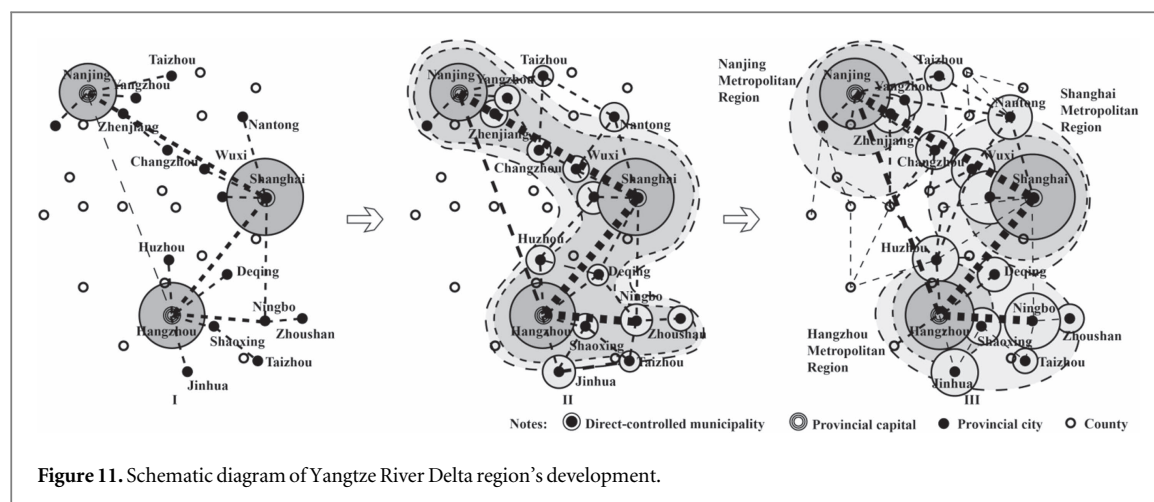 Taizhou
Nanjing
Yangzhou
Zhenjiang
Nantong
Changzhou
Wuxi
Shanghai
Huzhou
Deqing
Ningbo
Hangzhou
Zhoushan
Shaoxing
Taizhou
Jinhua
I
Taizhou
Nanjing
Yangzhou
Zhenjiang
Nantong
Changzhou
Wuxi
Shanghai
Huzhou
Deqing
Ningbo
Hangzhou
Zhoushan
Shaoxing
Taizhou
Jinhua
II
Nanjing
Metropolitan
Region
Taizhou
Nanjing
Yangzhou
Zhenjiang
Nantong
Shanghai
Metropolitan
Region
Changzhou
Wuxi
Shanghai
Huzhou
Deqing
Ningbo
Hangzhou
Zhoushan
Shaoxing
Hangzhou
Metropolitan
Region
Taizhou
Jinhua
III
Notes: Direct-controlled municipality Provincial capital Provincial city County
Figure 11. Schematic diagram of Yangtze River Delta region's development.